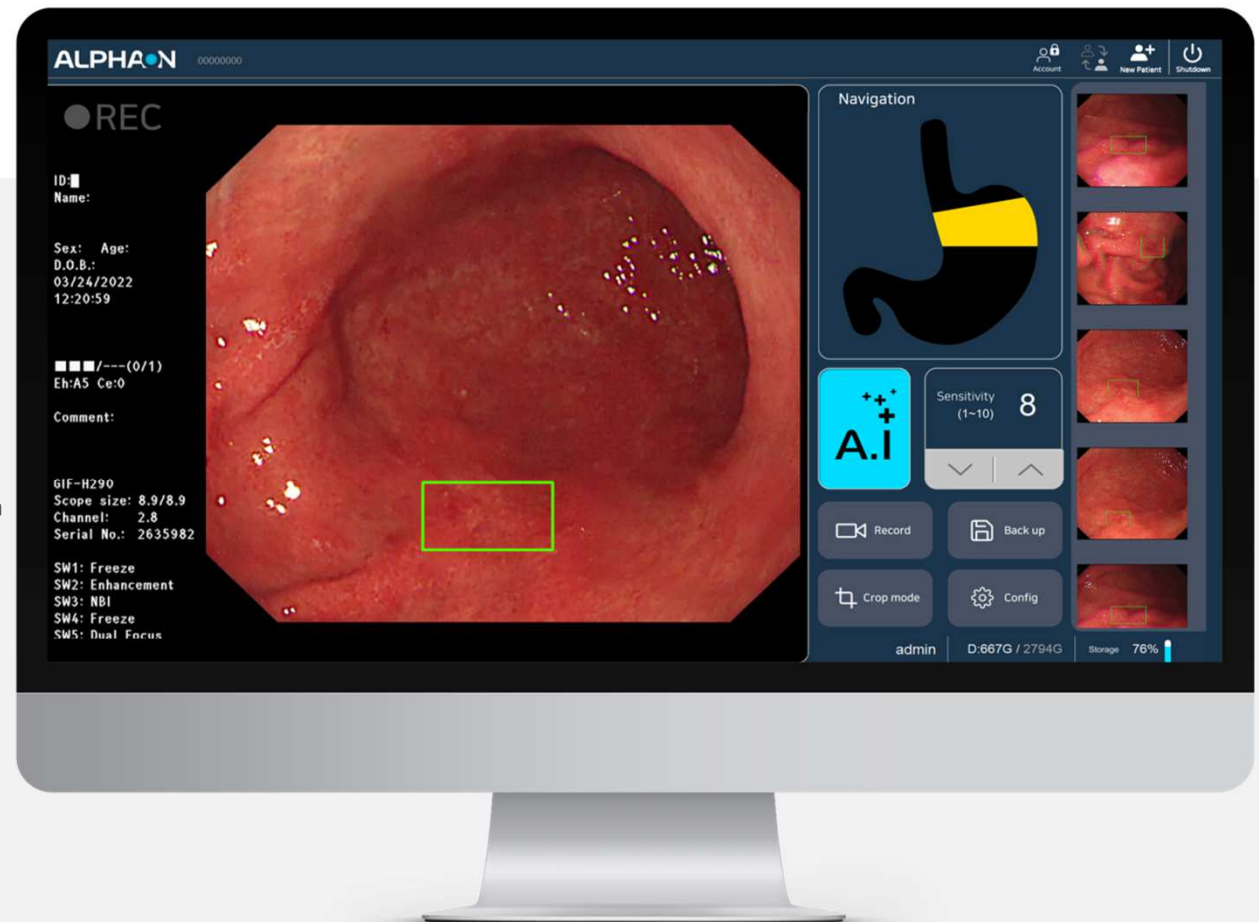 ALPHAON
00000000
Account
New Patient
Shutdown
REC
ID:
Name:
Sex: Age:
D.O.B.:
03/24/2022
12:20:59
■■■/---(0/1)
Eh:A5 Ce:0
Comment:
GIF-H290
Scope size: 8.9/8.9
Channel: 2.8
Serial No.: 2635982
SW1: Freeze
SW2: Enhancement
SW3: NBI
SW4: Freeze
SW5: Dual Focus
Navigation
A.I
Sensitivity
(1~10)
8
Record
Back up
Crop mode
Config
admin
D:667G / 2794G
Storage 76%